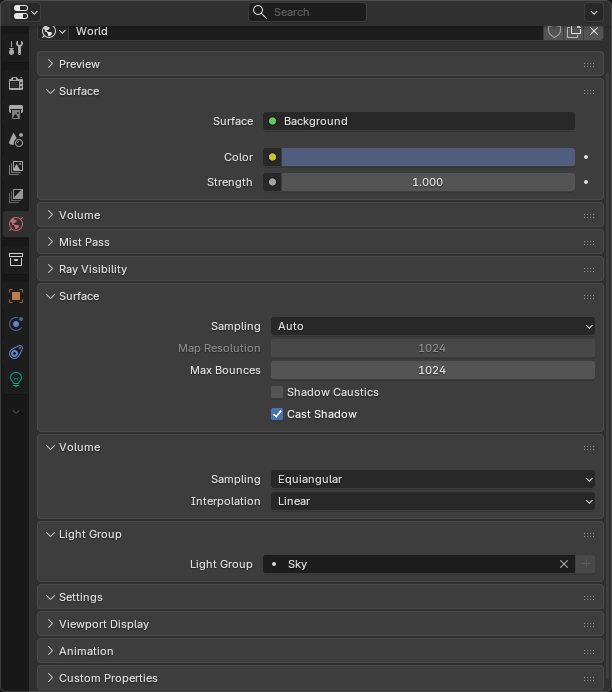 Search
World
Preview
Surface
Surface Background
Color
Strength 1.000
Volume
Mist Pass
Ray Visibility
Surface
Sampling Auto
Map Resolution 1024
Max Bounces 1024
Shadow Caustics
Cast Shadow
Volume
Sampling Equiangular
Interpolation Linear
Light Group
Light Group Sky
Settings
Viewport Display
Animation
Custom Properties